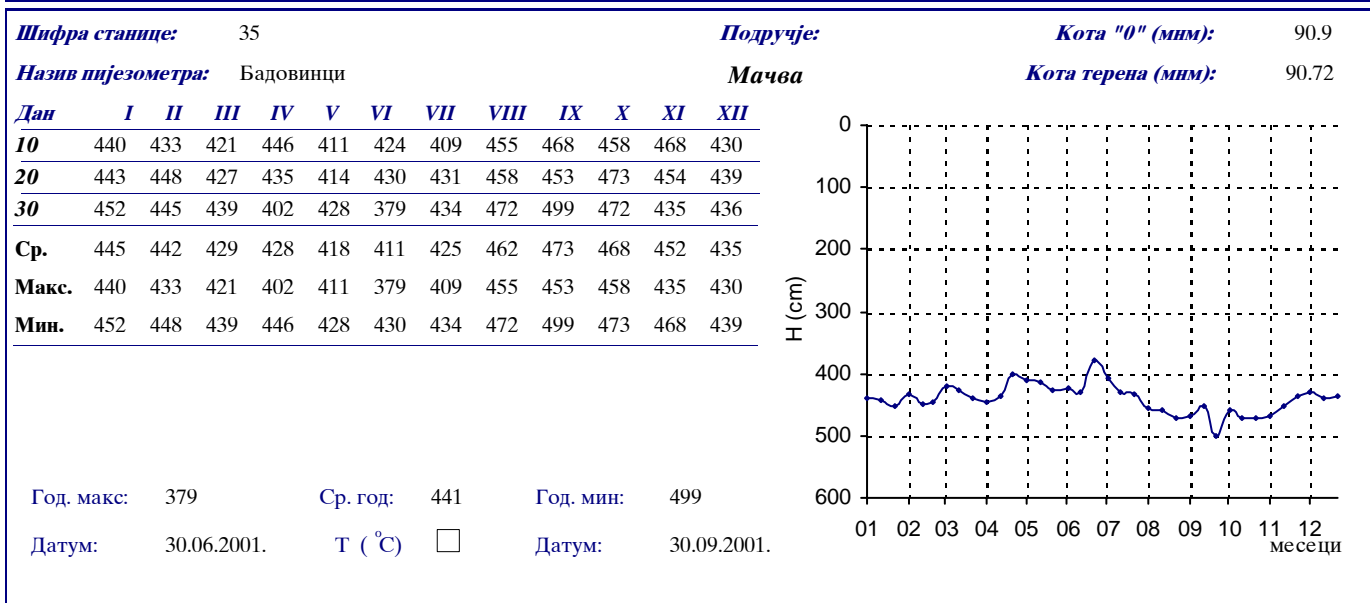 Шифра станице: 35 Подручје: Кота "0" (мнм): 90.9
Назив пијезометра: Бадовинци Мачва Кота терена (мнм): 90.72
Дан I II III IV V VI VII VIII IX X XI XII
10 440 433 421 446 411 424 409 455 468 458 468 430
20 443 448 427 435 414 430 431 458 453 473 454 439
30 452 445 439 402 428 379 434 472 499 472 435 436
Ср. 445 442 429 428 418 411 425 462 473 468 452 435
Макс. 440 433 421 402 411 379 409 455 453 458 435 430
Мин. 452 448 439 446 428 430 434 472 499 473 468 439
Год. макс: 379 Ср. год: 441 Год. мин: 499
Датум: 30.06.2001. Т ( °С) Датум: 30.09.2001.
H (cm)
0
100
200
300
400
500
600
01 02 03 04 05 06 07 08 09 10 11 12
месеци